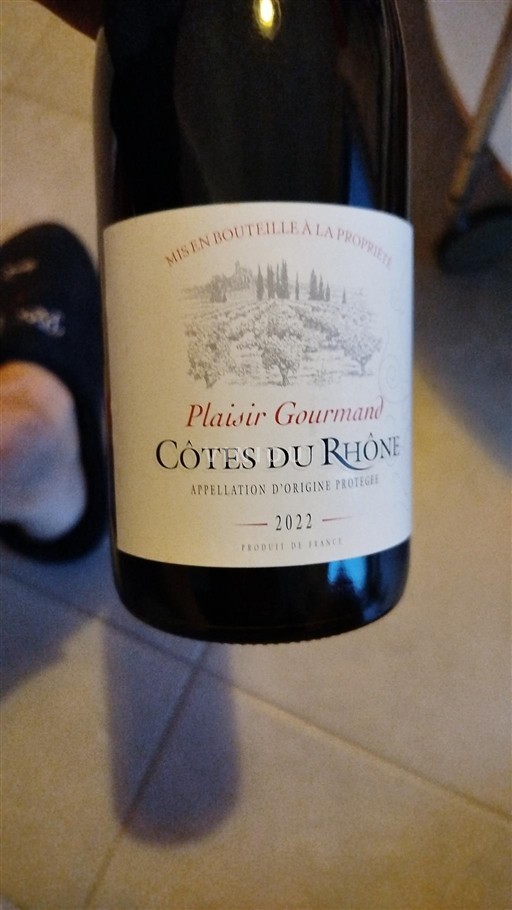 MIS EN BOUTEILLE À LA PROPRIÉTÉ
Plaisir Gourmand
CÔTES DU RHÔNE
APPELLATION D'ORIGINE PROTÉGÉE
2022
PRODUIT DE FRANCE